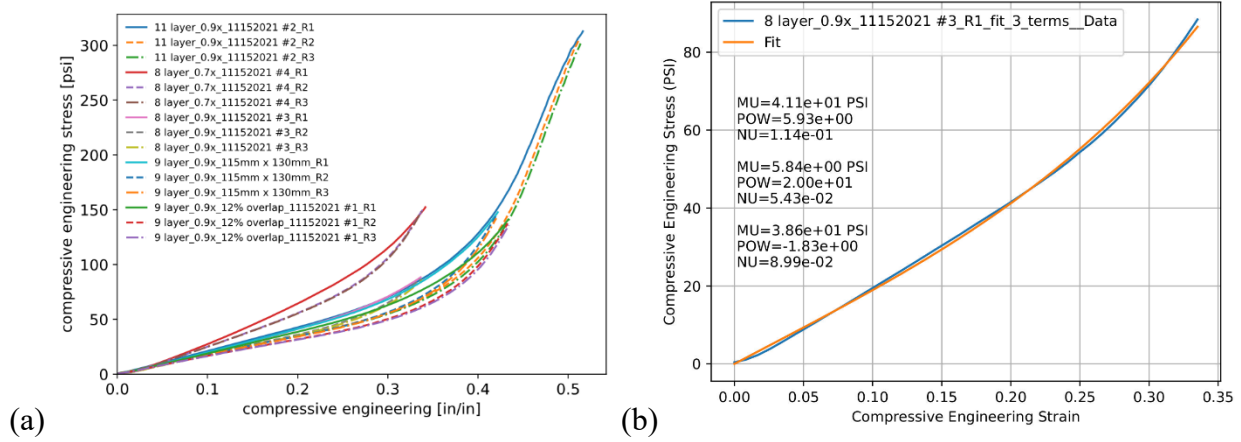 11 layer_0.9x_11152021 #2_R1
11 layer_0.9x_11152021 #2_R2
11 layer_0.9x_11152021 #2_R3
8 layer_0.7x_11152021 #4_R1
8 layer_0.7x_11152021 #4_R2
8 layer_0.7x_11152021 #4_R3
8 layer_0.9x_11152021 #3_R1
8 layer_0.9x_11152021 #3_R2
8 layer_0.9x_11152021 #3_R3
9 layer_0.9x_115mm x 130mm_R1
9 layer_0.9x_115mm x 130mm_R2
9 layer_0.9x_115mm x 130mm_R3
9 layer_0.9x_12% overlap_11152021 #1_R1
9 layer_0.9x_12% overlap_11152021 #1_R2
9 layer_0.9x_12% overlap_11152021 #1_R3
compressive engineering stress [psi]
300
250
200
150
100
50
0
0.0 0.1 0.2 0.3 0.4 0.5
compressive engineering [in/in]
(a)
8 layer_0.9x_11152021 #3_R1_fit_3_terms__Data
Fit
MU=4.11e+01 PSI
POW=5.93e+00
NU=1.14e-01
MU=5.84e+00 PSI
POW=2.00e+01
NU=5.43e-02
MU=3.86e+01 PSI
POW=-1.83e+00
NU=8.99e-02
Compressive Engineering Stress (PSI)
80
60
40
20
0
0.00 0.05 0.10 0.15 0.20 0.25 0.30 0.35
Compressive Engineering Strain
(b)